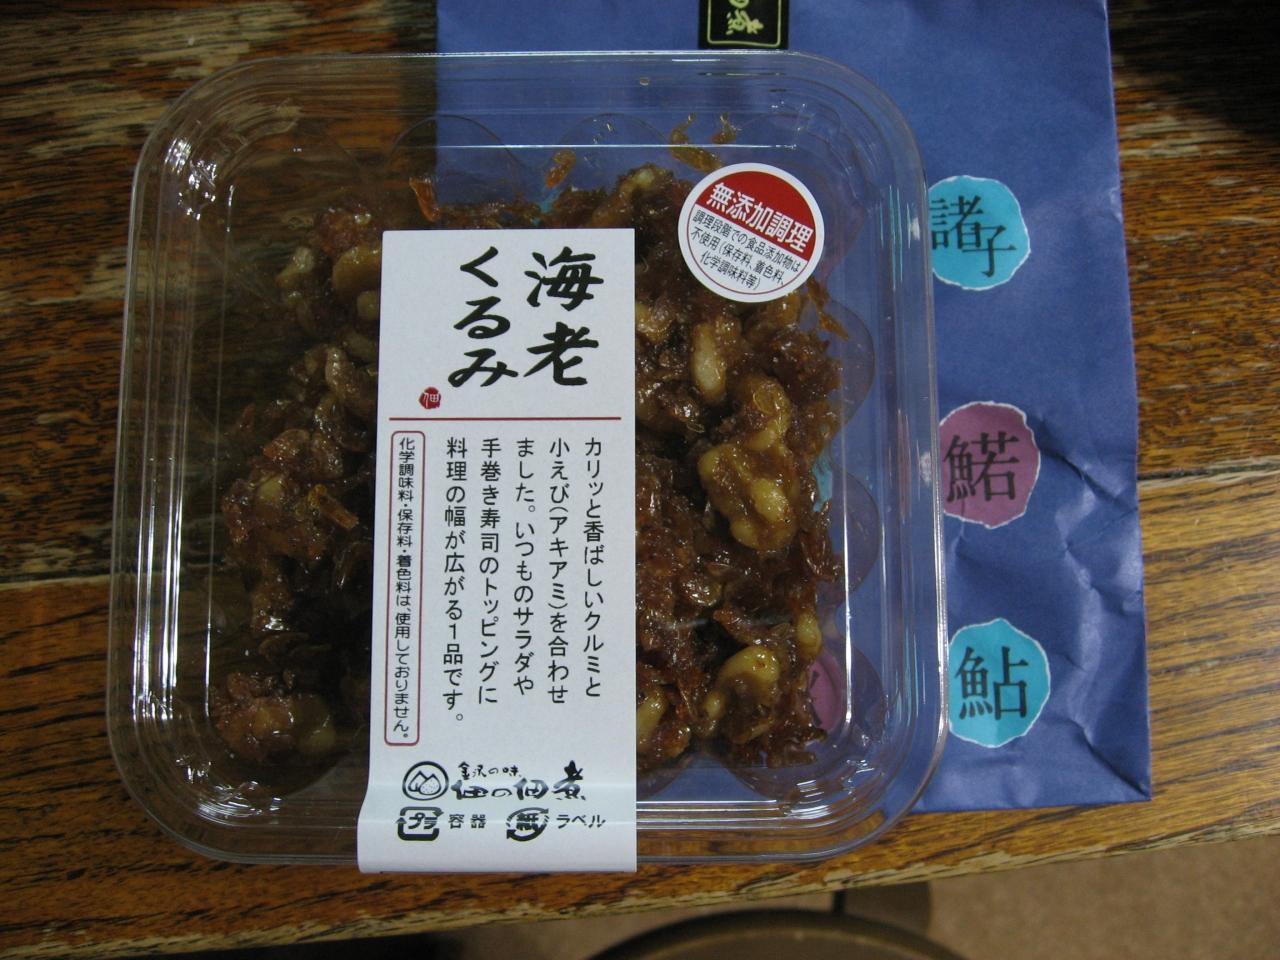 海老
くるみ
佃
カリッと香ばしいクルミと
小えび(アキアミ)を合わせ
ました。いつものサラダや
手巻き寿司のトッピングに
料理の幅が広がる1品です。
化学調味料・保存料・着色料は、使用しておりません。
金沢の味
佃の佃煮
プラ 容器 紙 ラベル
無添加調理
調理段階での食品添加物は
不使用(保存料、着色料、
化学調味料等)
煮
諸子
鰙
鮎